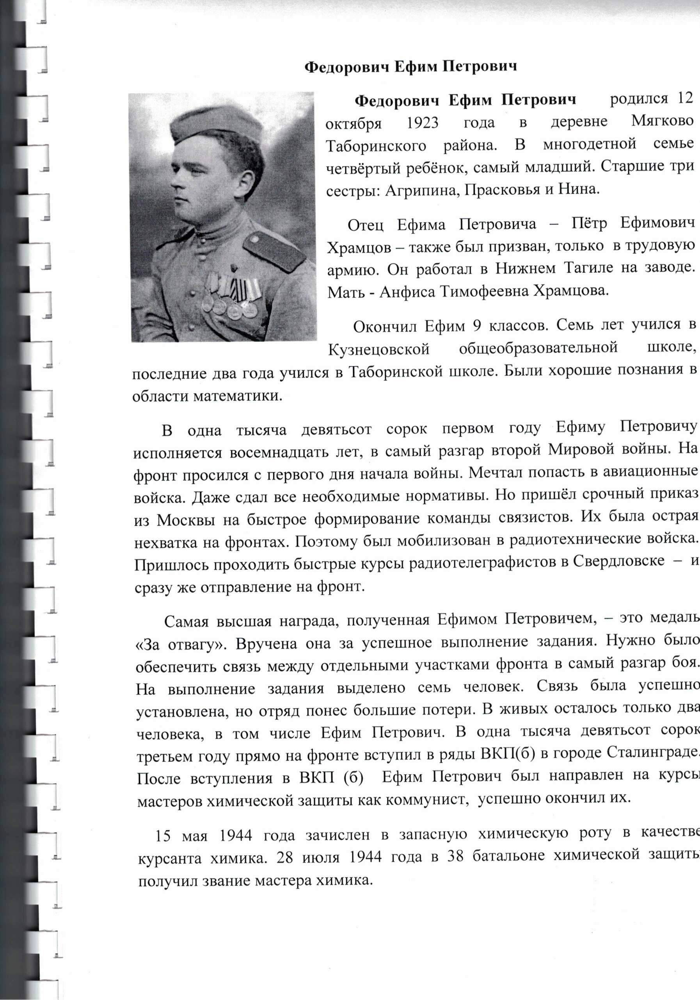 Федорович Ефим Петрович
Федорович Ефим Петрович родился 12
октября 1923 года в деревне Мягково
Таборинского района. В многодетной семье
четвёртый ребёнок, самый младший. Старшие три
сестры: Агрипина, Прасковья и Нина.
Отец Ефима Петровича – Пётр Ефимович
Храмцов – также был призван, только в трудовую
армию. Он работал в Нижнем Тагиле на заводе.
Мать - Анфиса Тимофеевна Храмцова.
Окончил Ефим 9 классов. Семь лет учился в
Кузнецовской общеобразовательной школе,
последние два года учился в Таборинской школе. Были хорошие познания в
области математики.
В одна тысяча девятьсот сорок первом году Ефиму Петровичу
исполняется восемнадцать лет, в самый разгар второй Мировой войны. На
фронт просился с первого дня начала войны. Мечтал попасть в авиационные
войска. Даже сдал все необходимые нормативы. Но пришёл срочный приказ
из Москвы на быстрое формирование команды связистов. Их была острая
нехватка на фронтах. Поэтому был мобилизован в радиотехнические войска.
Пришлось проходить быстрые курсы радиотелеграфистов в Свердловске – и
сразу же отправление на фронт.
Самая высшая награда, полученная Ефимом Петровичем, – это медаль
«За отвагу». Вручена она за успешное выполнение задания. Нужно было
обеспечить связь между отдельными участками фронта в самый разгар боя.
На выполнение задания выделено семь человек. Связь была успешно
установлена, но отряд понес большие потери. В живых осталось только два
человека, в том числе Ефим Петрович. В одна тысяча девятьсот сорок
третьем году прямо на фронте вступил в ряды ВКП(б) в городе Сталинграде.
После вступления в ВКП (б) Ефим Петрович был направлен на курсы
мастеров химической защиты как коммунист, успешно окончил их.
15 мая 1944 года зачислен в запасную химическую роту в качестве
курсанта химика. 28 июля 1944 года в 38 батальоне химической защиты
получил звание мастера химика.